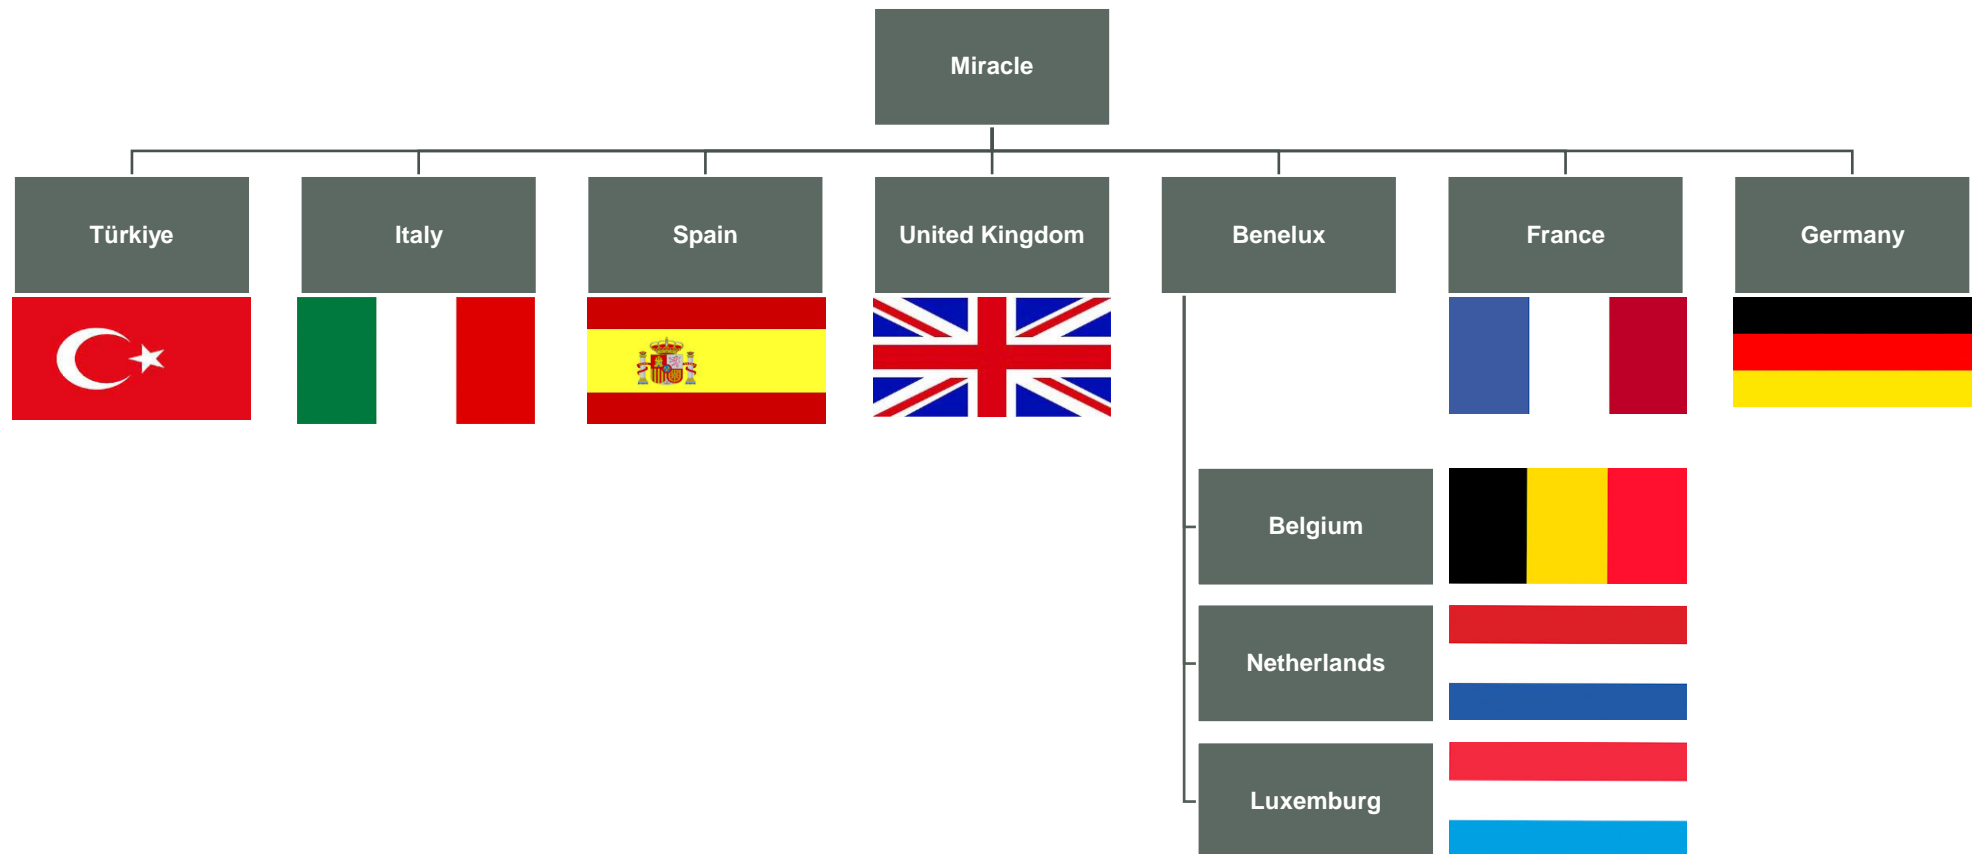 Miracle
Türkiye
Italy
Spain
United Kingdom
Benelux
France
Germany
Belgium
Netherlands
Luxemburg